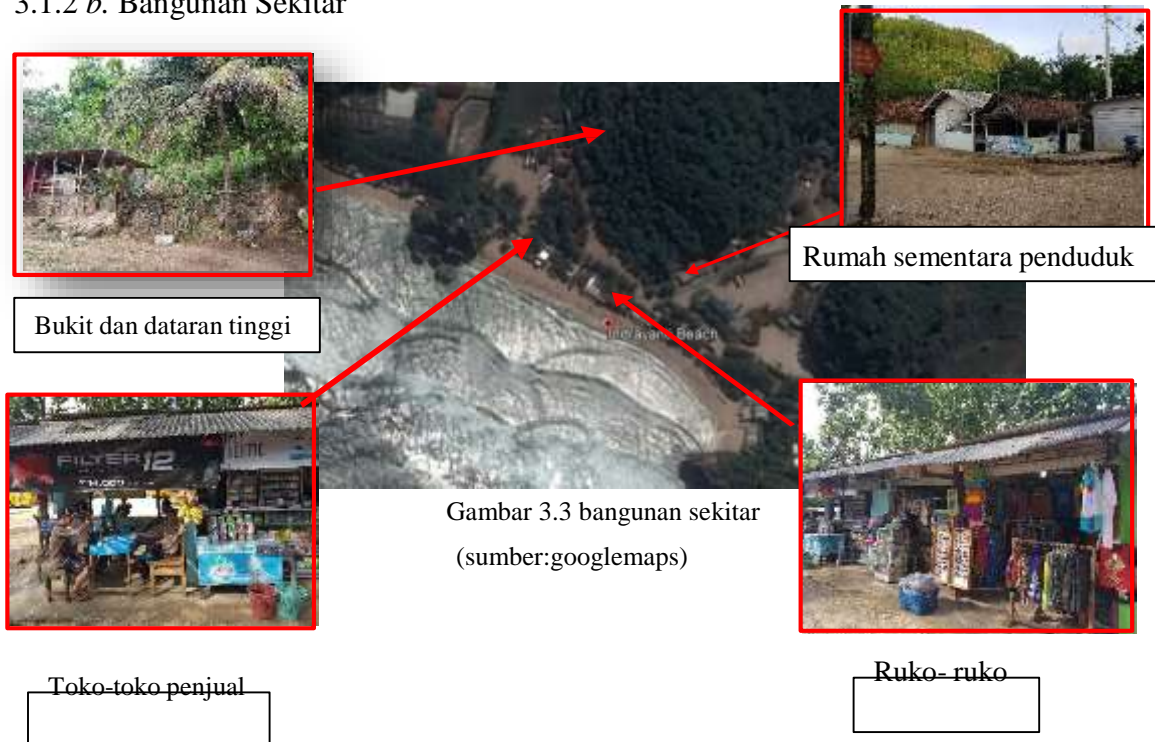 3.1.2 b. Bangunan Sekitar
Rumah sementara penduduk
Bukit dan dataran tinggi
Beach
FILTER 12
Gambar 3.3 bangunan sekitar
(sumber:googlemaps)
Toko-toko penjual
Ruko- ruko